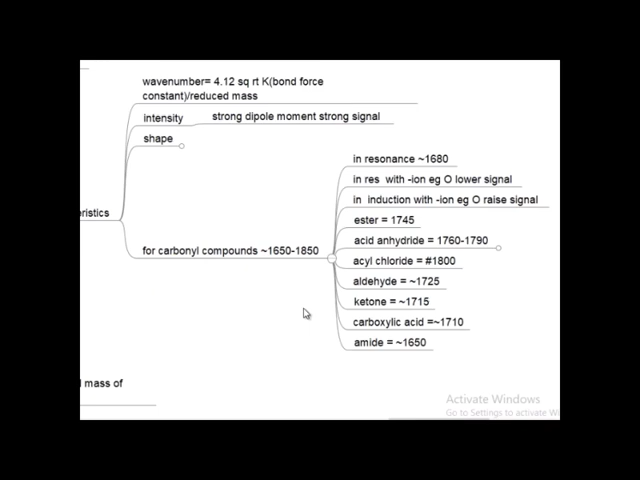 wavenumber= 4.12 sq rt K(bond force
constant)/reduced mass
intensity
strong dipole moment strong signal
shape
in resonance ~1680
in res  with -ion eg O lower signal
in  induction with -ion eg O raise signal
eristics
ester = 1745
acid anhydride = 1760-1790
for carbonyl compounds ~1650-1850
acyl chloride = #1800
aldehyde = ~1725
ketone = ~1715
carboxylic acid =~1710
amide = ~1650
l mass of
Activate Windows
Go to Settings to activate Wi